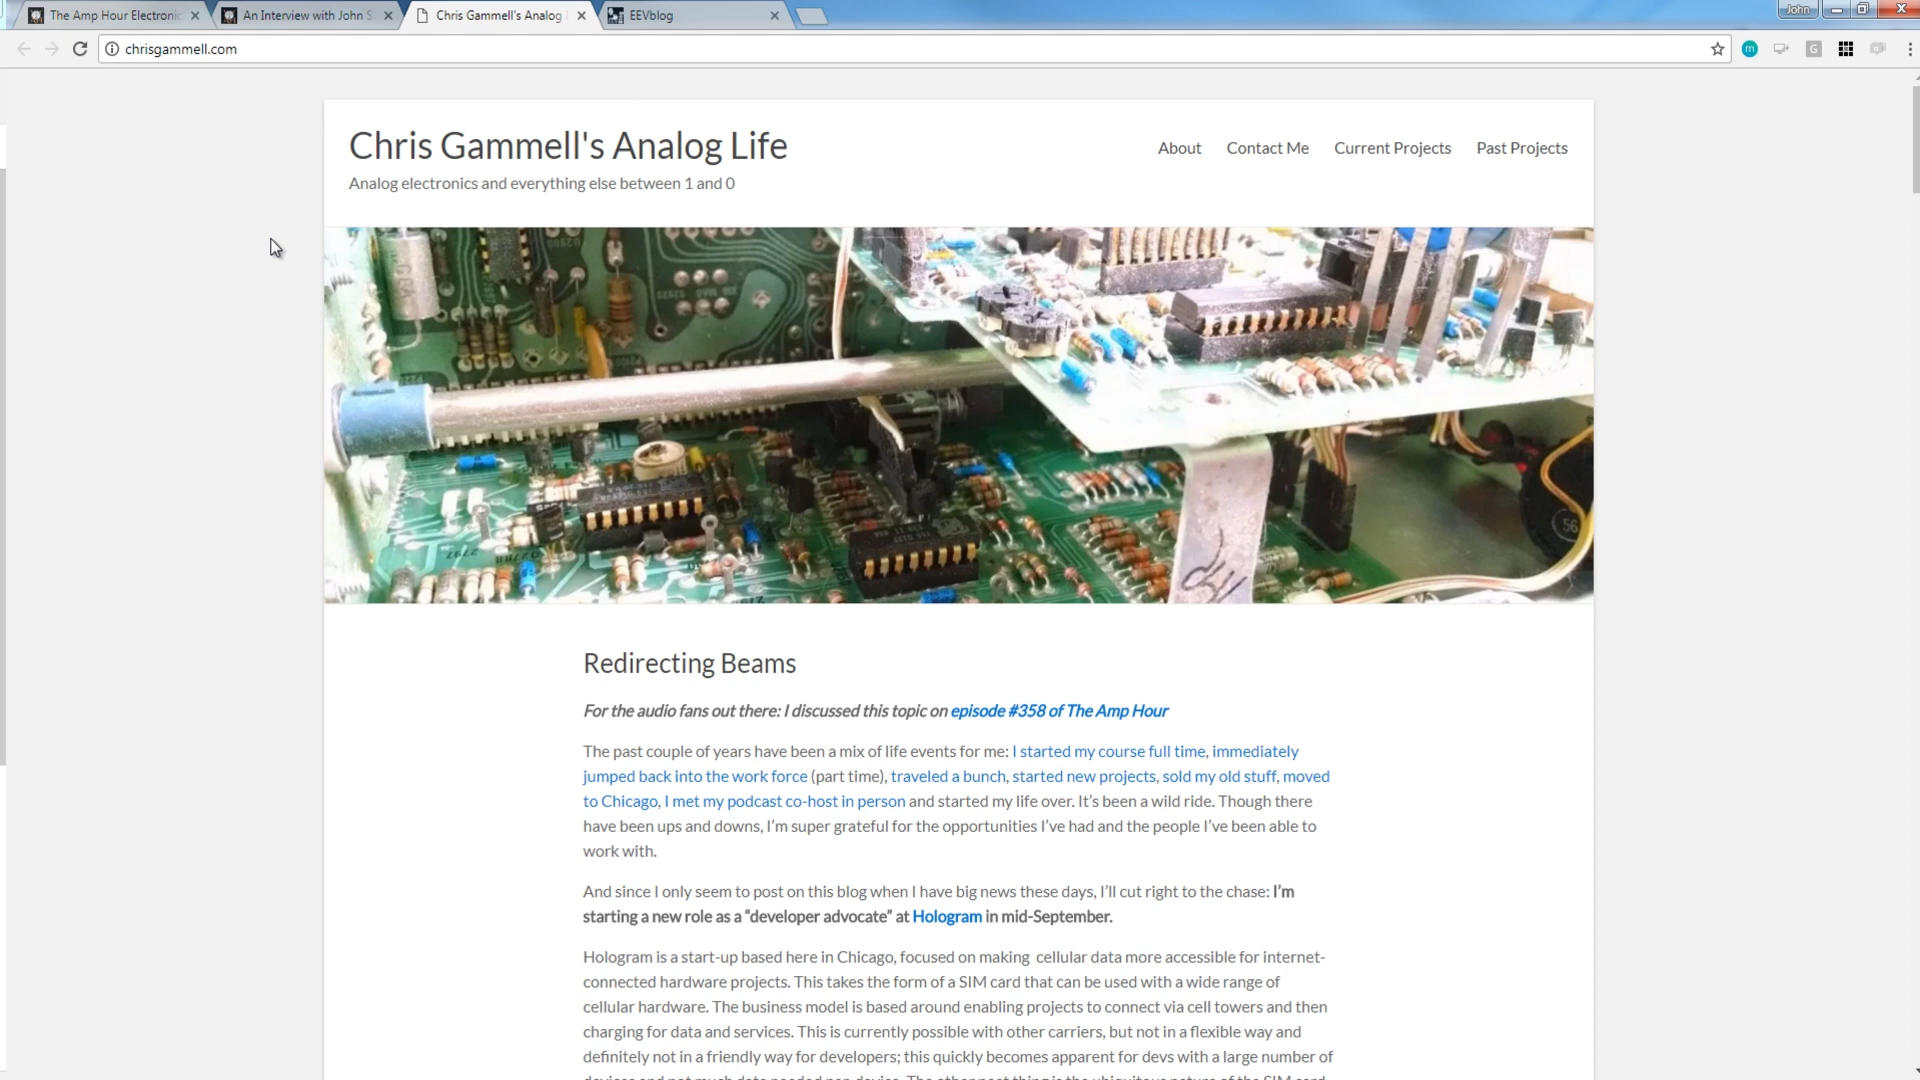 The Amp Hour Electronic
An Interview with John S
Chris Gammell's Analog
EEVblog
John
chrisgammell.com
m
G
Chris Gammell's Analog Life
About
Contact Me
Current Projects
Past Projects
Analog electronics and everything else between 1 and 0
56
Redirecting Beams
For the audio fans out there: I discussed this topic on episode #358 of The Amp Hour
The past couple of years have been a mix of life events for me: I started my course full time, immediately
jumped back into the work force (part time), traveled a bunch, started new projects, sold my old stuff, moved
to Chicago, I met my podcast co-host in person and started my life over. It’s been a wild ride. Though there
have been ups and downs, I’m super grateful for the opportunities I’ve had and the people I’ve been able to
work with.
And since I only seem to post on this blog when I have big news these days, I’ll cut right to the chase: I’m
starting a new role as a “developer advocate” at Hologram in mid-September.
Hologram is a start-up based here in Chicago, focused on making cellular data more accessible for internet-
connected hardware projects. This takes the form of a SIM card that can be used with a wide range of
cellular hardware. The business model is based around enabling projects to connect via cell towers and then
charging for data and services. This is currently possible with other carriers, but not in a flexible way and
definitely not in a friendly way for developers; this quickly becomes apparent for devs with a large number of